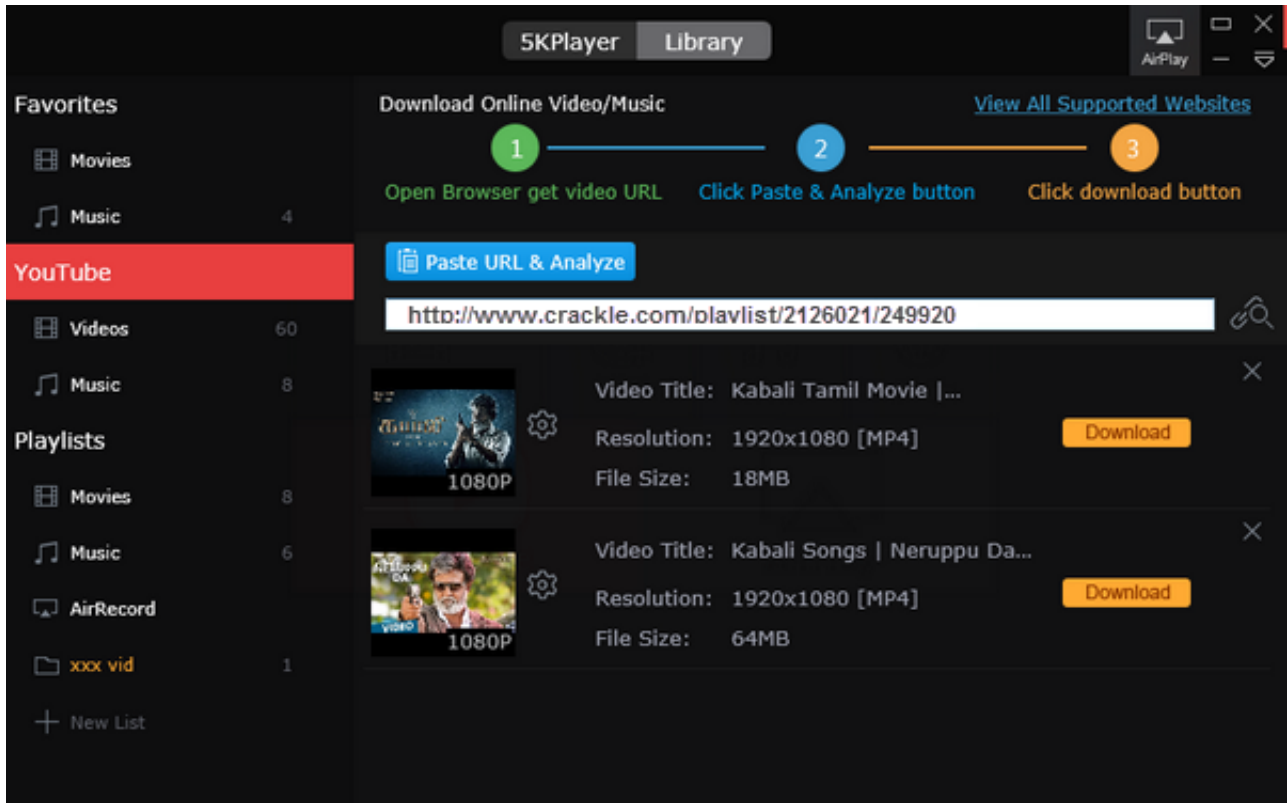 5KPlayer Library
AirPlay
Favorites
Movies
Music 4
YouTube
Videos 60
Music 8
Playlists
Movies 8
Music 6
AirRecord
xxx vid 1
New List
Download Online Video/Music View All Supported Websites
1 2 3
Open Browser get video URL Click Paste & Analyze button Click download button
Paste URL & Analyze
http://www.crackle.com/playlist/2126021/249920
1080P
Video Title: Kabali Tamil Movie |...
Resolution: 1920x1080 [MP4]
File Size: 18MB
Download
DA
VIDEO
1080P
Video Title: Kabali Songs | Neruppu Da...
Resolution: 1920x1080 [MP4]
File Size: 64MB
Download